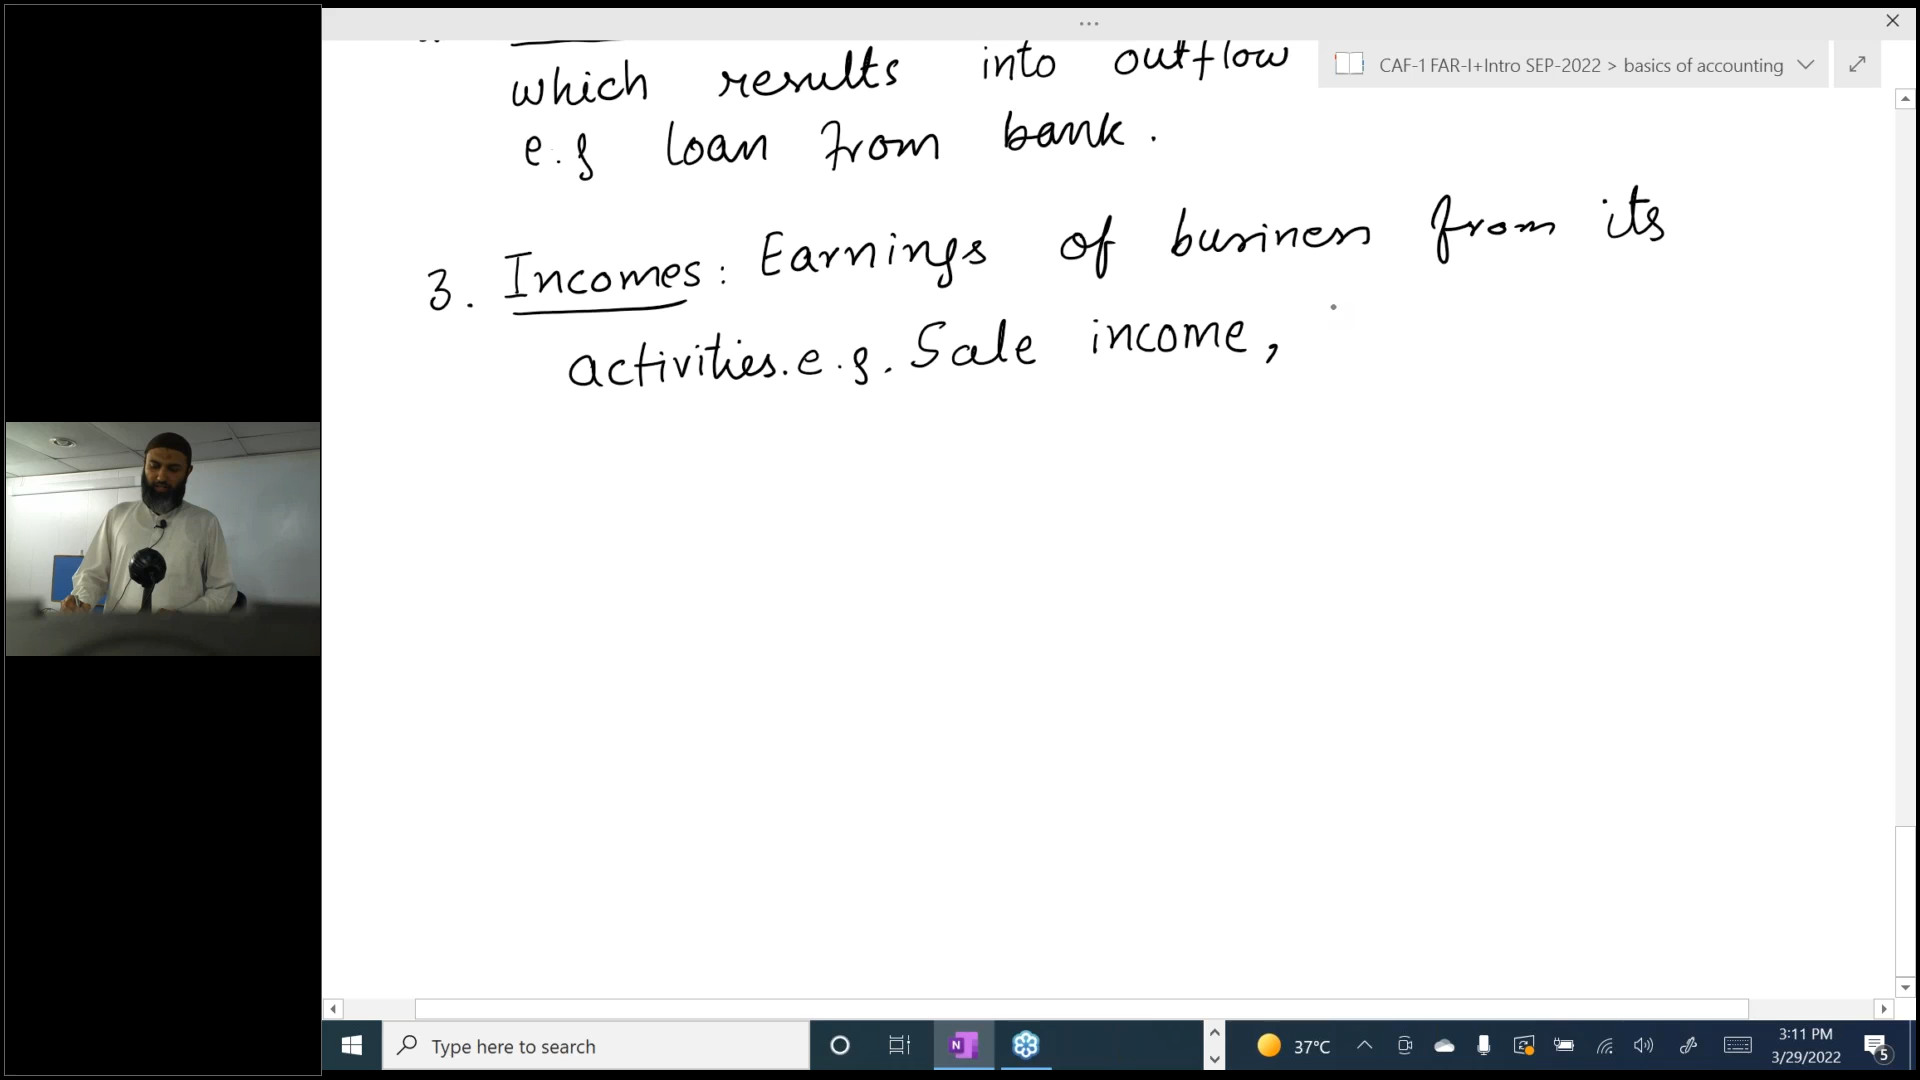 which results into outflow
e.g loan from bank.
3. Incomes: Earnings of business from its
activities. e.g. Sale income,
CAF-1 FAR-I+Intro SEP-2022 > basics of accounting
Type here to search
37°C
3:11 PM
3/29/2022
5